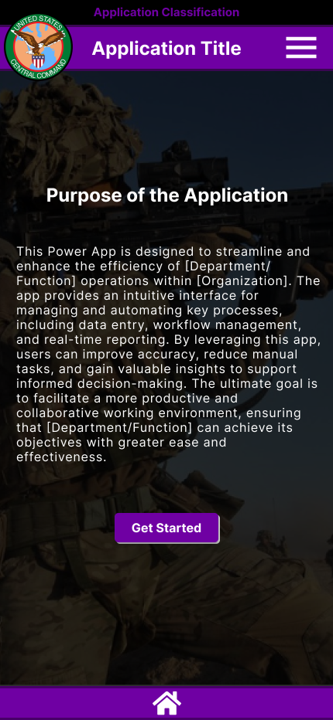 Application Classification
UNITED STATES
CENTRAL COMMAND
Application Title
Purpose of the Application
This Power App is designed to streamline and
enhance the efficiency of [Department/
Function] operations within [Organization]. The
app provides an intuitive interface for
managing and automating key processes,
including data entry, workflow management,
and real-time reporting. By leveraging this app,
users can improve accuracy, reduce manual
tasks, and gain valuable insights to support
informed decision-making. The ultimate goal is
to facilitate a more productive and
collaborative working environment, ensuring
that [Department/Function] can achieve its
objectives with greater ease and
effectiveness.
Get Started